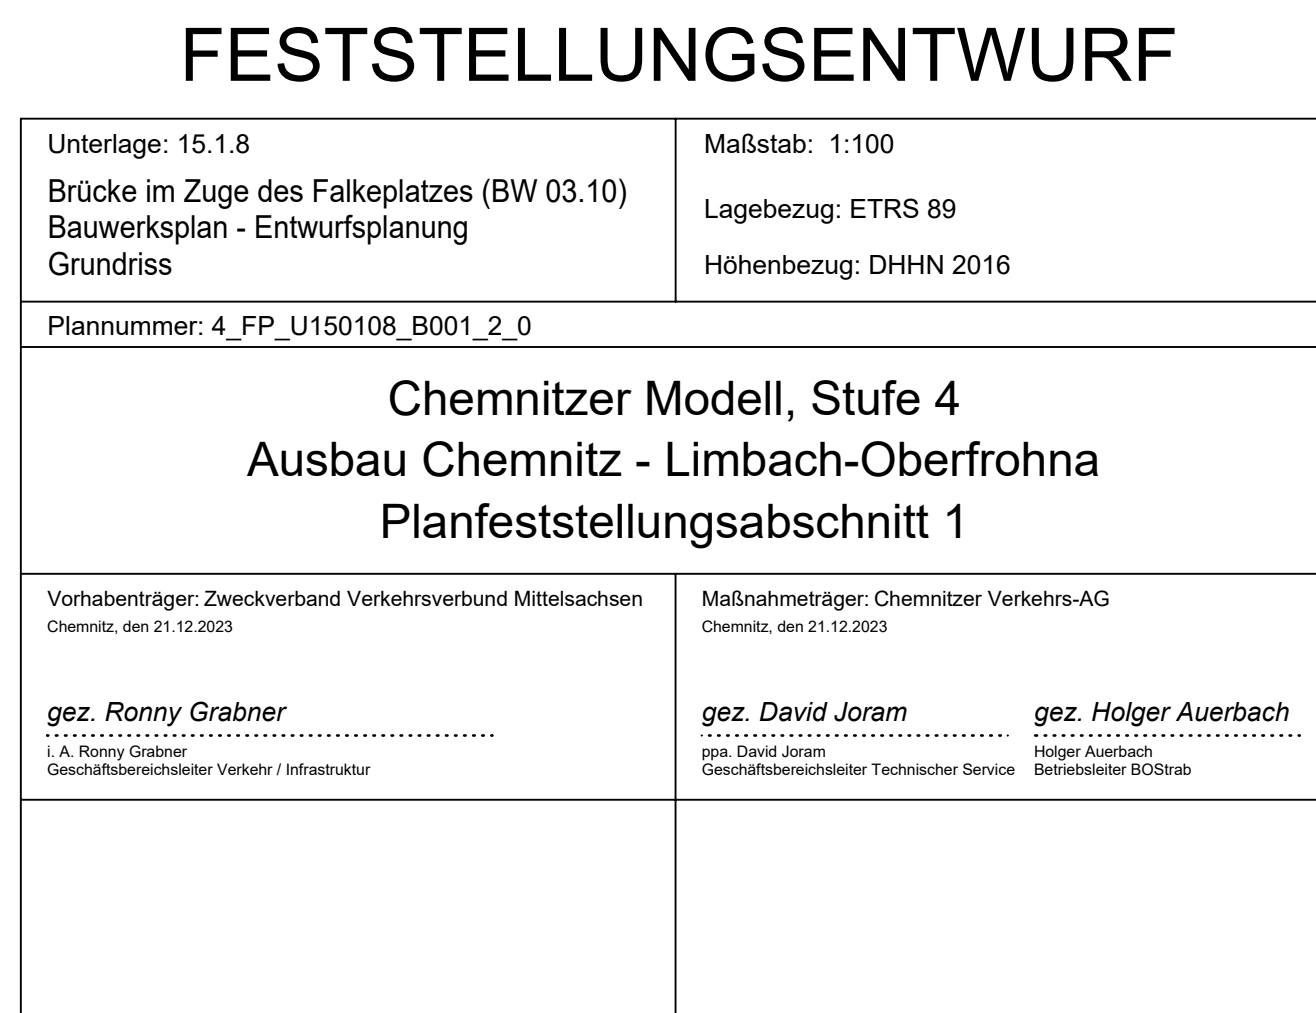 FESTSTELLUNGSENTWURF
Unterlage: 15.1.8
Brücke im Zuge des Falkeplatzes (BW 03.10)
Bauwerksplan - Entwurfsplanung
Grundriss
Maßstab: 1:100
Lagebezug: ETRS 89
Höhenbezug: DHHN 2016
Plannummer: 4_FP_U150108_B001_2_0
Chemnitzer Modell, Stufe 4
Ausbau Chemnitz - Limbach-Oberfrohna
Planfeststellungsabschnitt 1
Vorhabenträger: Zweckverband Verkehrsverbund Mittelsachsen
Chemnitz, den 21.12.2023
gez. Ronny Grabner
i. A. Ronny Grabner
Geschäftsbereichsleiter Verkehr / Infrastruktur
Maßnahmeträger: Chemnitzer Verkehrs-AG
Chemnitz, den 21.12.2023
gez. David Joram
ppa. David Joram
Geschäftsbereichsleiter Technischer Service
gez. Holger Auerbach
Holger Auerbach
Betriebsleiter BOStrab